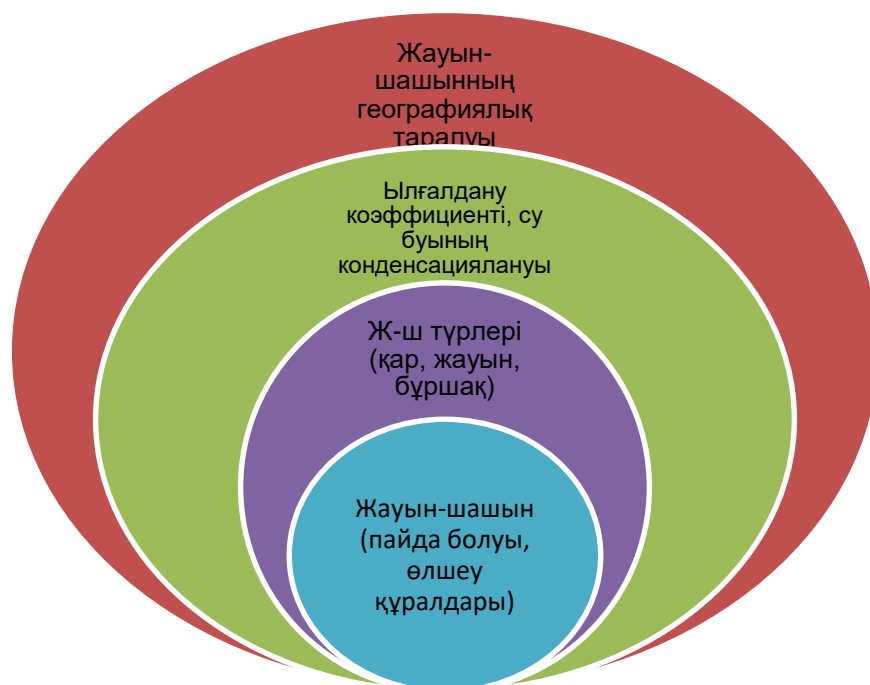 Жауын-
шашынның
географиялық
таралуы
Ылғалдану
коэффициенті, су
буының
конденсациялануы
Ж-ш түрлері
(қар, жауын,
бұршақ)
Жауын-шашын
(пайда болуы,
өлшеу
құралдары)